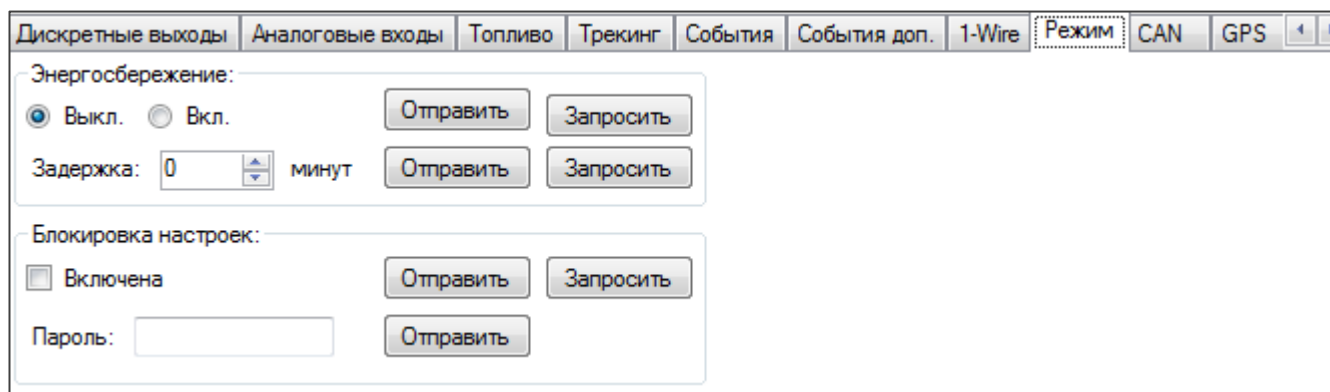 Дискретные выходы Аналоговые входы Топливо Трекинг События События доп. 1-Wire Режим CAN GPS
Энергосбережение:
Выкл. Вкл. Отправить Запросить
Задержка: 0 минут Отправить Запросить
Блокировка настроек:
Включена Отправить Запросить
Пароль: Отправить